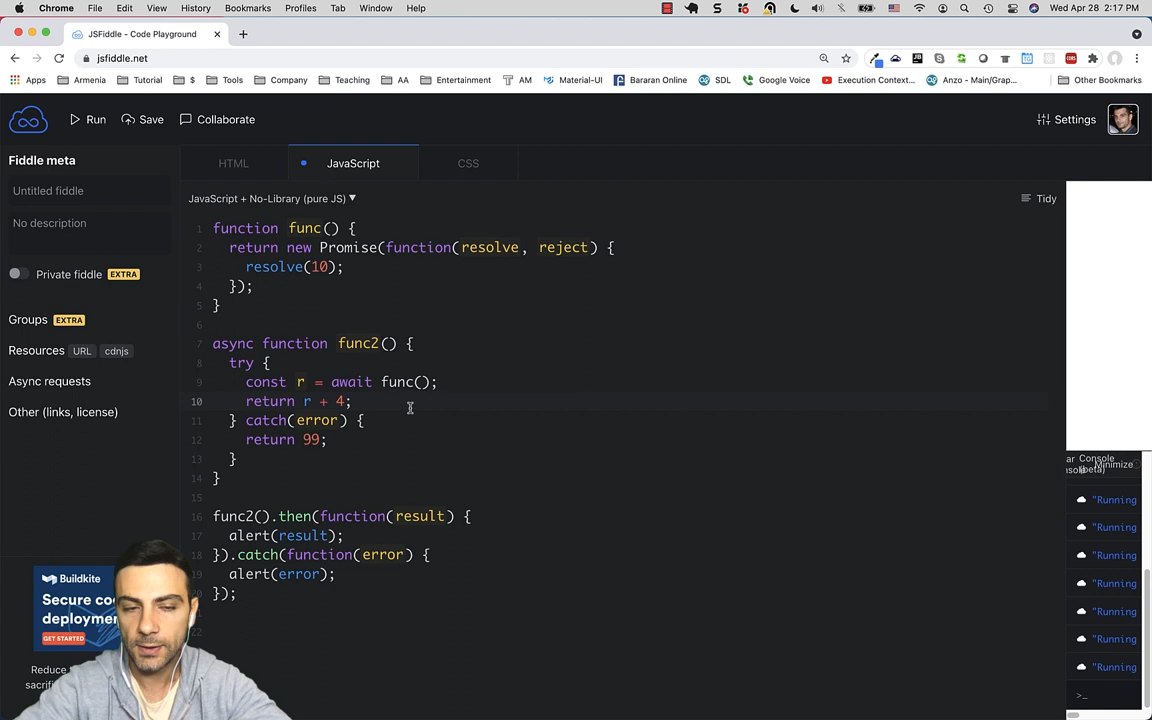 Chrome File Edit View History Bookmarks Profiles Tab Window Help Wed Apr 28 2:17 PM
JSFiddle - Code Playground
jsfiddle.net
Apps Armenia Tutorial $ Tools Company Teaching AA Entertainment AM Material-UI Bararan Online SDL Google Voice Execution Context... Anzo - Main/Grap... Other Bookmarks
Run Save Collaborate Settings
Fiddle meta
Untitled fiddle
No description
Private fiddle EXTRA
Groups EXTRA
Resources URL cdnjs
Async requests
Other (links, license)
Buildkite
Secure
deploym
GET STARTED
Reduce
HTML JavaScript CSS
JavaScript + No-Library (pure JS) ▼ Tidy
1 function func() {
2 return new Promise(function(resolve, reject) {
3 resolve(10);
4 });
5 }
6
7 async function func2() {
8 try {
9 const r = await func();
10 return r + 4;
11 } catch(error) {
12 return 99;
13 }
14 }
15
16 func2().then(function(result) {
17 alert(result);
18 }).catch(function(error) {
19 alert(error);
20 });
22
Console (beta)
Minimize
"Running
"Running
"Running
"Running
"Running
"Running
"Running
>_